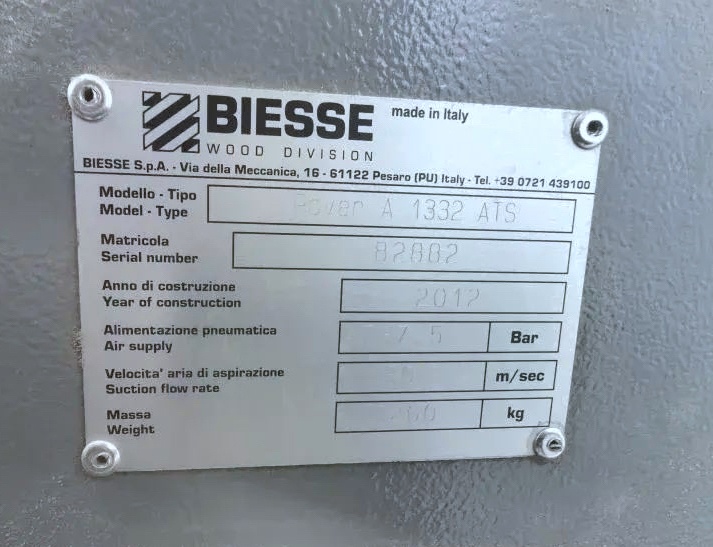 BIESSE
WOOD DIVISION
made in Italy
BIESSE S.p.A. - Via della Meccanica, 16 - 61122 Pesaro (PU) Italy - Tel. +39 0721 439100
Modello - Tipo
Model - Type
A 1332 ATS
Matricola
Serial number
Anno di costruzione
Year of construction
2012
Alimentazione pneumatica
Air supply
Bar
Velocita' aria di aspirazione
Suction flow rate
m/sec
Massa
Weight
kg